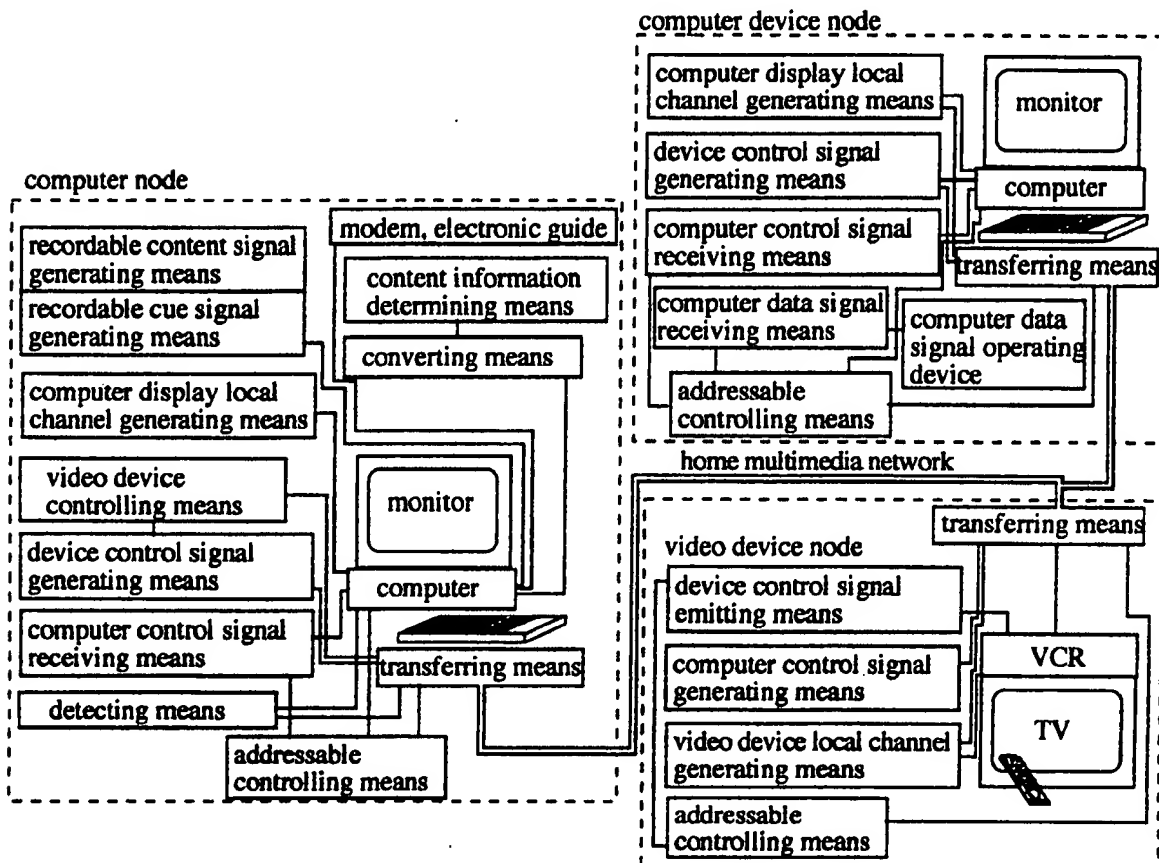 computer device node
computer display local
channel generating means
monitor
device control signal
generating means
computer
computer control signal
receiving means
transferring means
computer data signal
receiving means
computer data
signal operating
device
addressable
controlling means
computer node
modem, electronic guide
recordable content signal
generating means
content information
determining means
recordable cue signal
generating means
converting means
computer display local
channel generating means
video device
controlling means
monitor
device control signal
generating means
computer
computer control signal
receiving means
transferring means
detecting means
addressable
controlling means
home multimedia network
transferring means
video device node
device control signal
emitting means
VCR
computer control signal
generating means
TV
video device local channel
generating means
addressable
controlling means